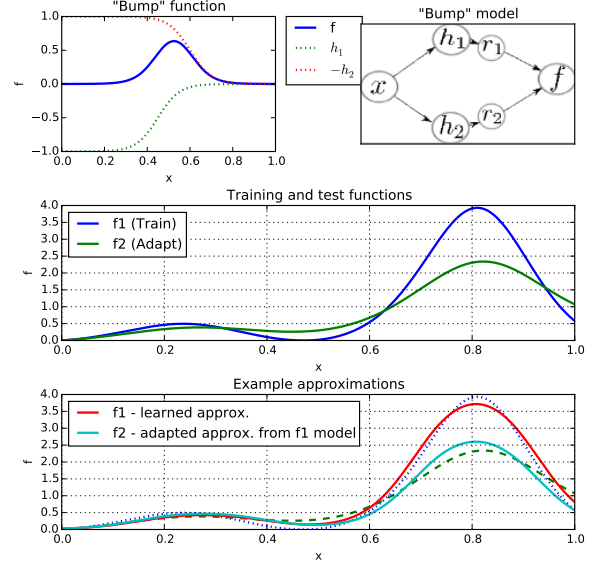 "Bump" function
1.0
0.5
0.0
−0.5
−1.0
f
0.0 0.2 0.4 0.6 0.8 1.0
x
f
h₁
−h₂
"Bump" model
x
h₁ r₁
h₂ r₂
f
Training and test functions
4.0
3.5
3.0
2.5
2.0
1.5
1.0
0.5
0.0
f
f1 (Train)
f2 (Adapt)
0.0 0.2 0.4 0.6 0.8 1.0
x
Example approximations
4.0
3.5
3.0
2.5
2.0
1.5
1.0
0.5
0.0
f
f1 - learned approx.
f2 - adapted approx. from f1 model
0.0 0.2 0.4 0.6 0.8 1.0
x